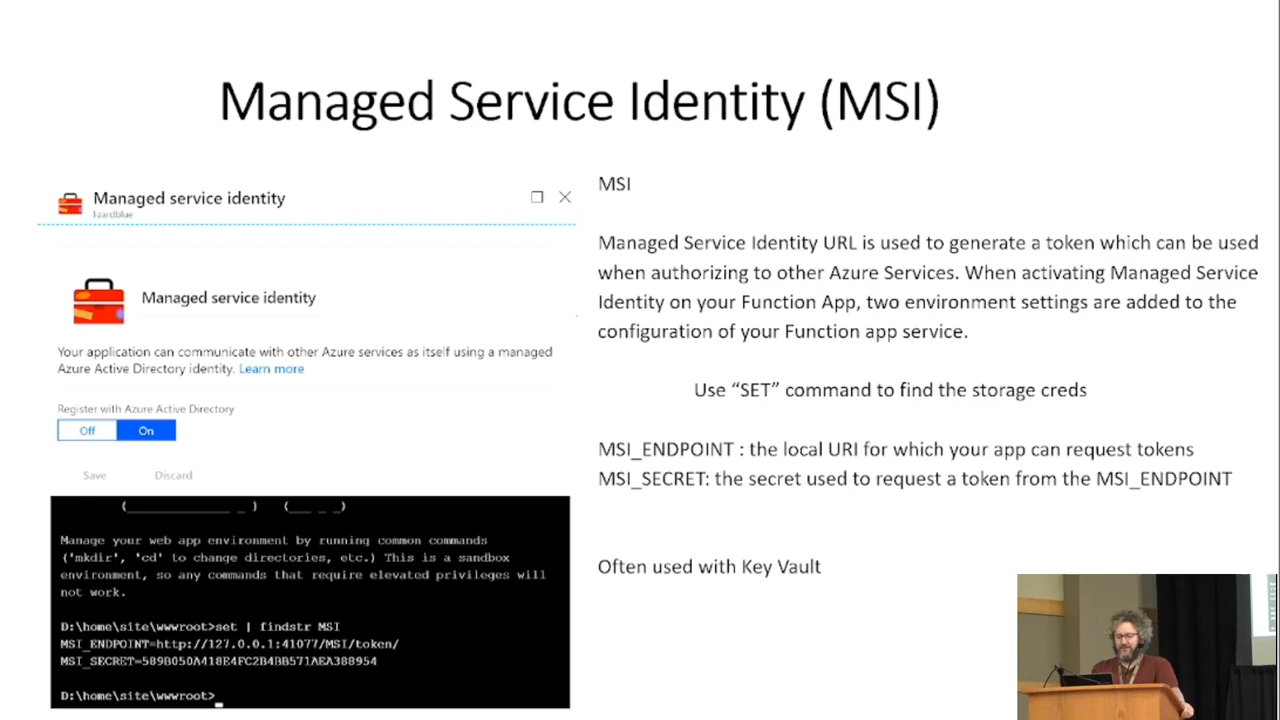 Managed Service Identity (MSI)
Managed service identity
lizardblue
Managed service identity
Your application can communicate with other Azure services as itself using a managed
Azure Active Directory identity. Learn more
Register with Azure Active Directory
Off On
Save Discard
(______________ _ ) (___ _ _)
Manage your web app environment by running common commands
('mkdir', 'cd' to change directories, etc.) This is a sandbox
environment, so any commands that require elevated privileges will
not work.
D:\home\site\wwwroot>set | findstr MSI
MSI_ENDPOINT=http://127.0.0.1:41077/MSI/token/
MSI_SECRET=589B050A418E4FC2B4BB571AEA388954
D:\home\site\wwwroot>_
MSI
Managed Service Identity URL is used to generate a token which can be used
when authorizing to other Azure Services. When activating Managed Service
Identity on your Function App, two environment settings are added to the
configuration of your Function app service.
Use “SET” command to find the storage creds
MSI_ENDPOINT : the local URI for which your app can request tokens
MSI_SECRET: the secret used to request a token from the MSI_ENDPOINT
Often used with Key Vault